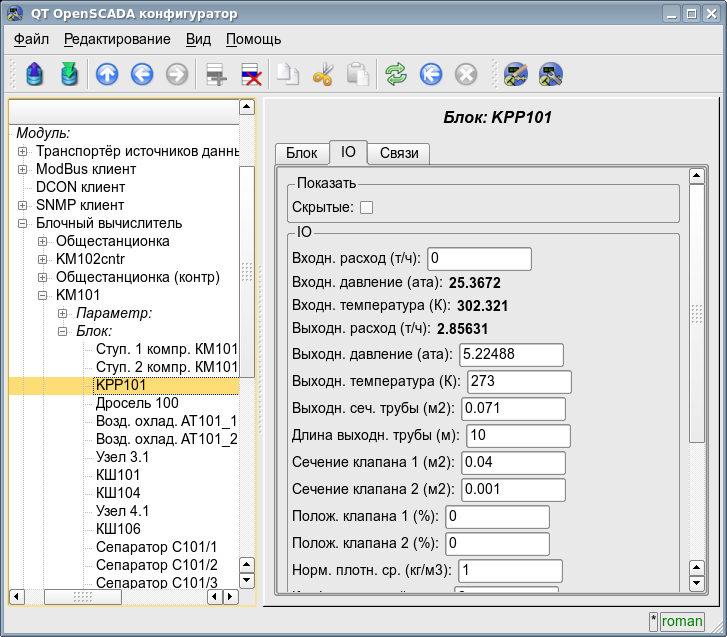 QT OpenSCADA конфигуратор
Файл Редактирование Вид Помощь
Модуль:
Транспортёр источников данны
ModBus клиент
DCON клиент
SNMP клиент
Блочный вычислитель
Общестанционка
KM102cntr
Общестанционка (контр)
KM101
Параметр:
Блок:
Ступ. 1 компр. КМ101
Ступ. 2 компр. КМ101
KPP101
Дросель 100
Возд. охлад. АТ101_1
Возд. охлад. АТ101_2
Узел 3.1
КШ101
КШ104
Узел 4.1
КШ106
Сепаратор С101/1
Сепаратор С101/2
Сепаратор С101/3
Блок: KPP101
Блок IO Связи
Показать
Скрытые:
IO
Входн. расход (т/ч): 0
Входн. давление (ата): 25.3672
Входн. температура (К): 302.321
Выходн. расход (т/ч): 2.85631
Выходн. давление (ата): 5.22488
Выходн. температура (К): 273
Выходн. сеч. трубы (м2): 0.071
Длина выходн. трубы (м): 10
Сечение клапана 1 (м2): 0.04
Сечение клапана 2 (м2): 0.001
Полож. клапана 1 (%): 0
Полож. клапана 2 (%): 0
Норм. плотн. ср. (кг/м3): 1
* roman